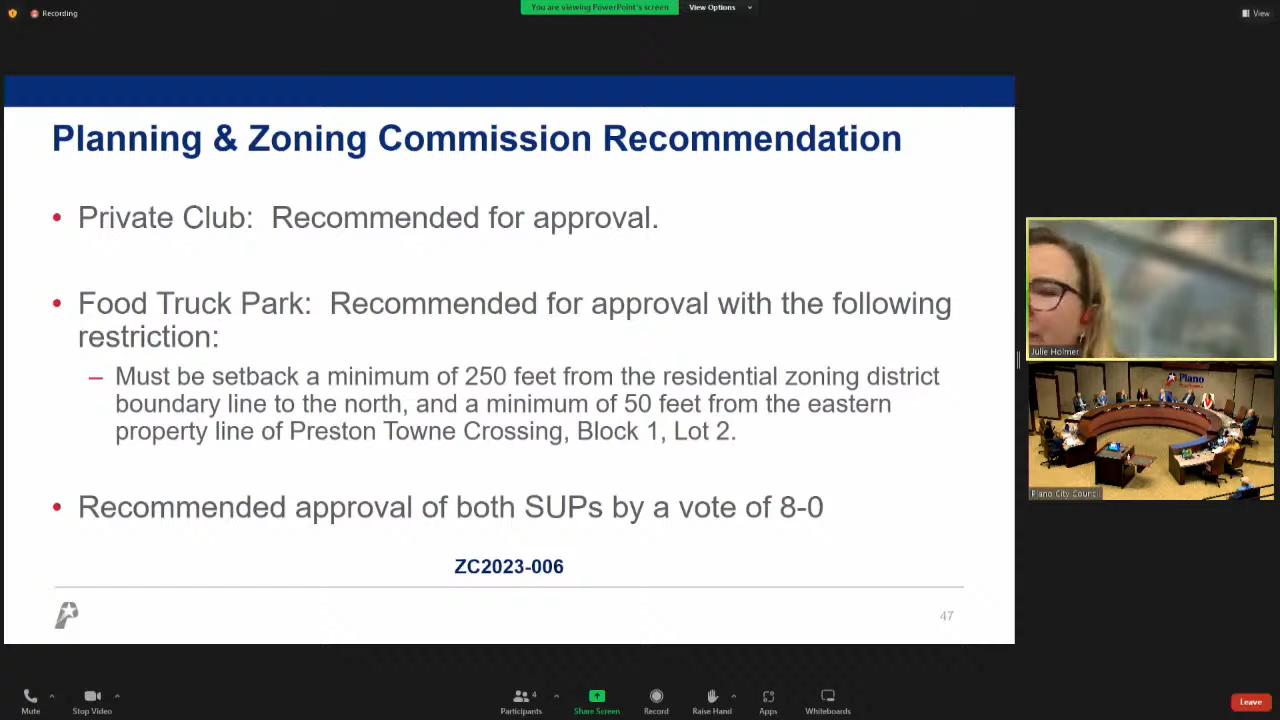 Recording
You are viewing PowerPoint's screen
View Options
View
Planning & Zoning Commission Recommendation
• Private Club: Recommended for approval.
• Food Truck Park: Recommended for approval with the following
restriction:
– Must be setback a minimum of 250 feet from the residential zoning district
boundary line to the north, and a minimum of 50 feet from the eastern
property line of Preston Towne Crossing, Block 1, Lot 2.
• Recommended approval of both SUPs by a vote of 8-0
ZC2023-006
47
Julie Holmer
Plano
Plano City Council
Mute
Stop Video
4
Participants
Share Screen
Record
Raise Hand
Apps
Whiteboards
Leave